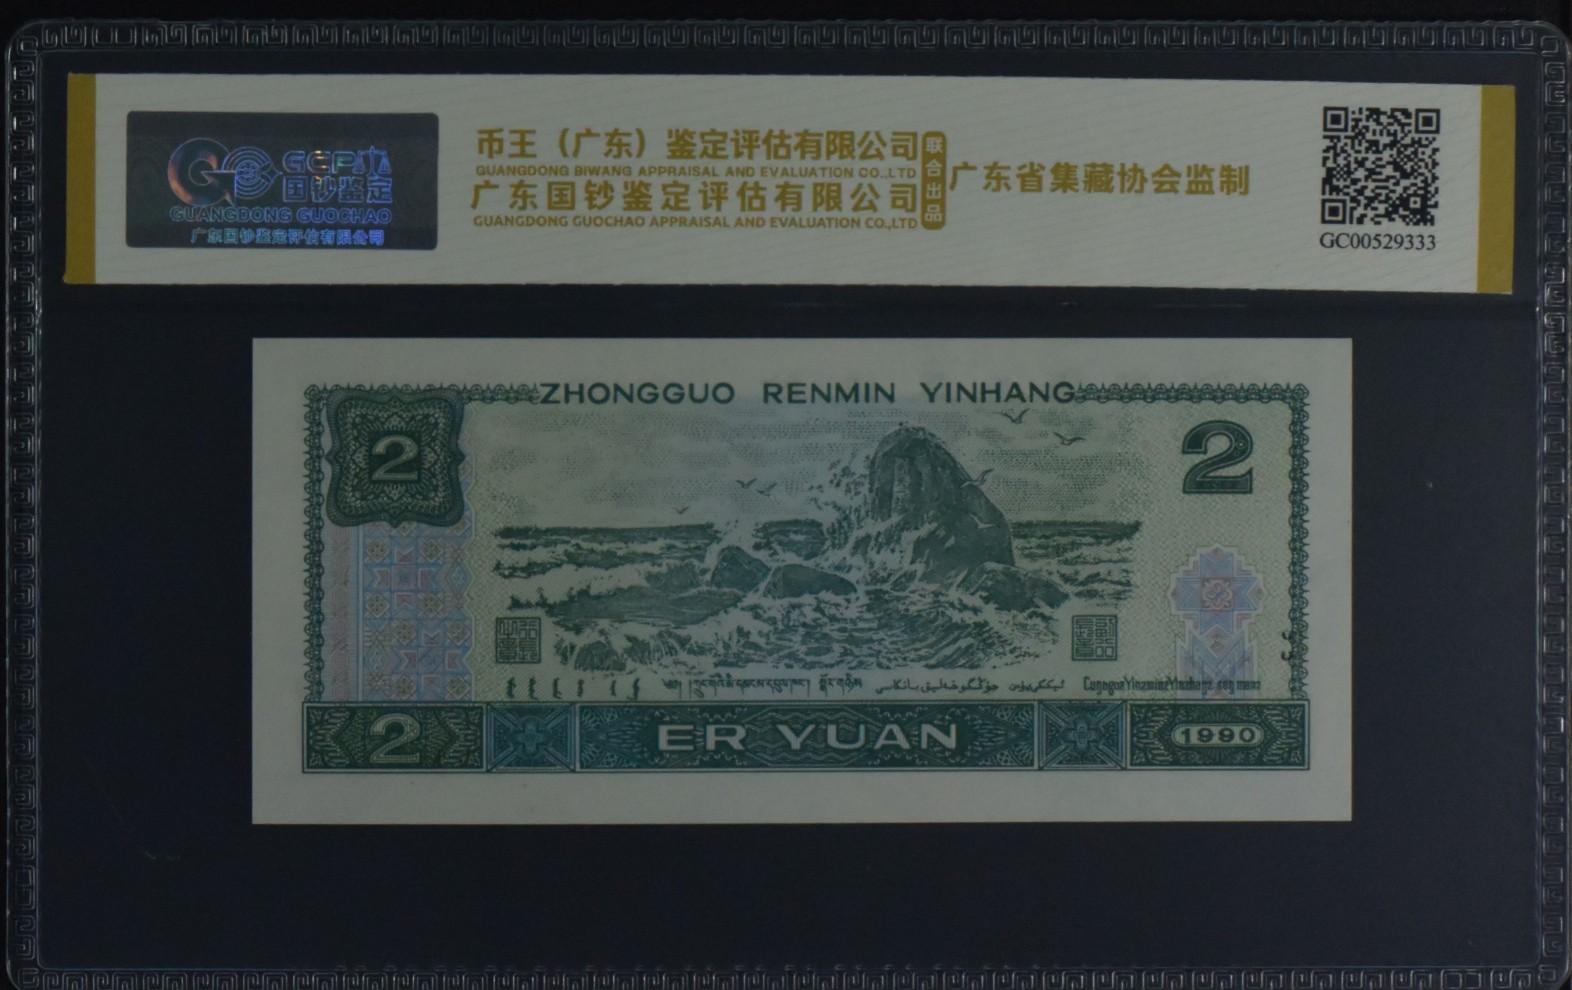 GCP
国钞鉴定
GUANGDONG GUOCHAO
广东国钞鉴定评估有限公司
币王（广东）鉴定评估有限公司
GUANGDONG BIWANG APPRAISAL AND EVALUATION CO.,LTD
广东国钞鉴定评估有限公司
GUANGDONG GUOCHAO APPRAISAL AND EVALUATION CO.,LTD
联合出品
广东省集藏协会监制
GC00529333
ZHONGGUO RENMIN YINHANG
2
2
2
ER YUAN
1990